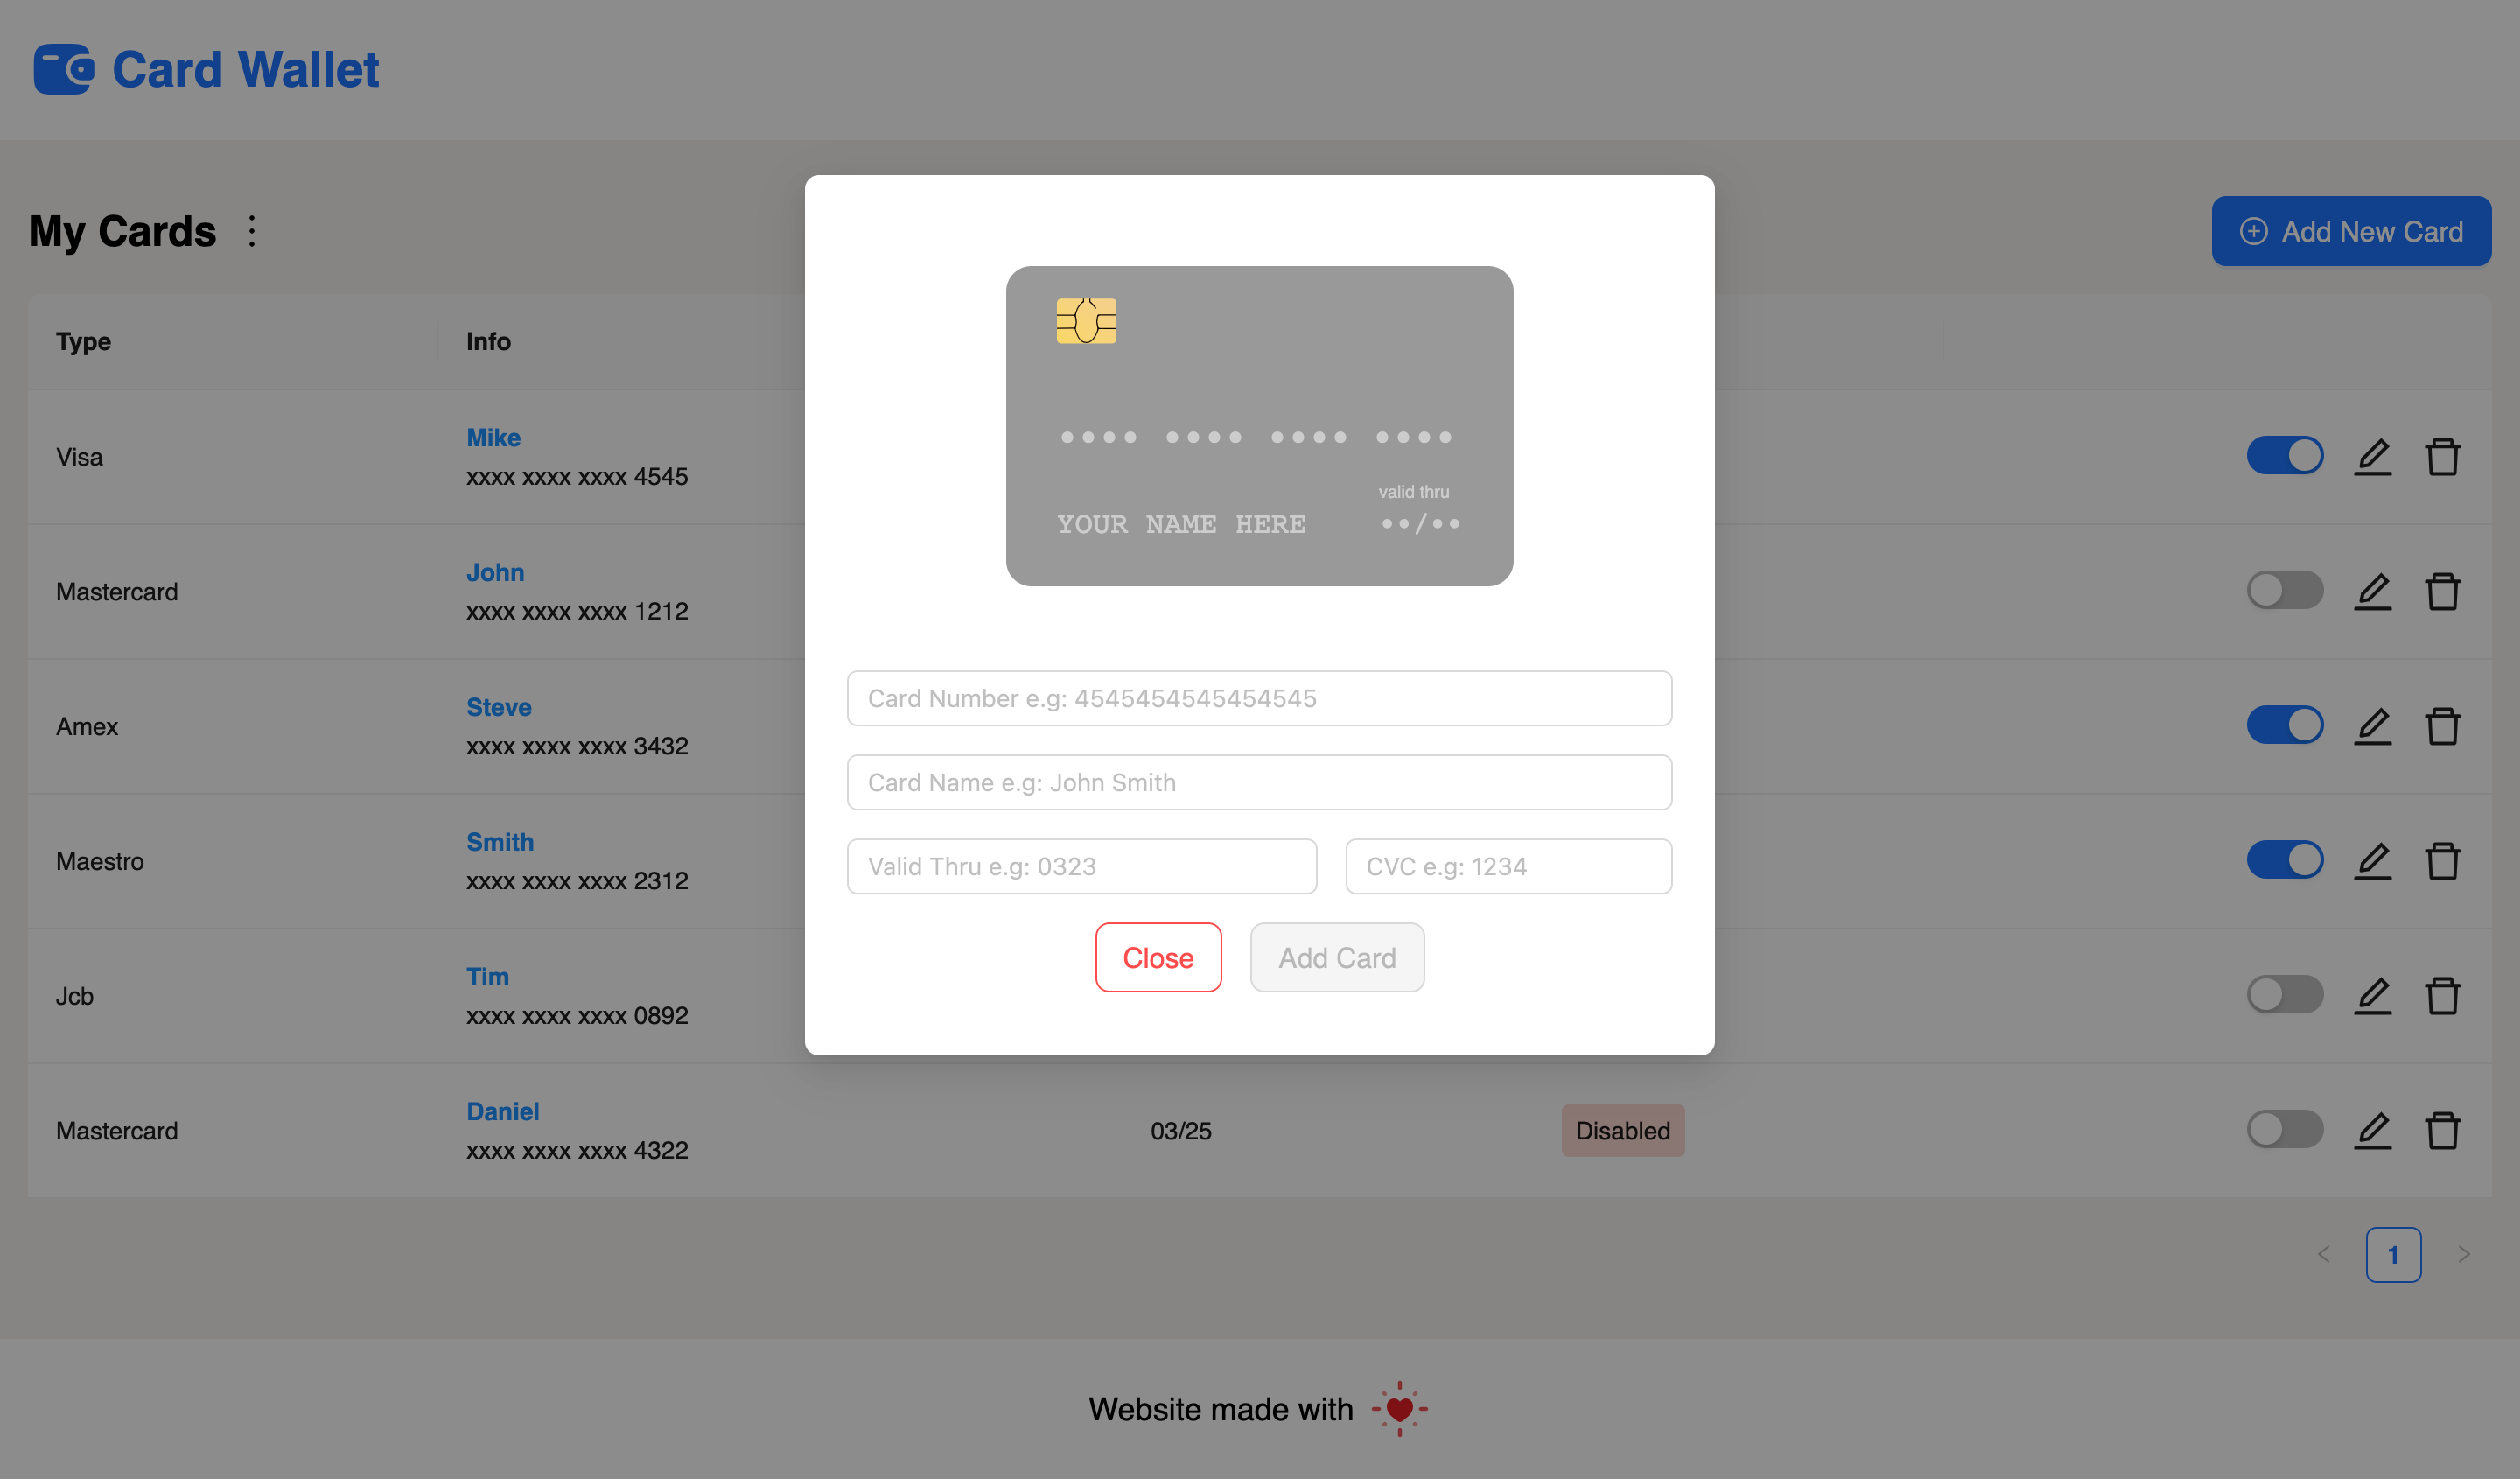 Card Wallet
My Cards
Add New Card
Type Info
Visa
Mike
xxxx xxxx xxxx 4545
Mastercard
John
xxxx xxxx xxxx 1212
Amex
Steve
xxxx xxxx xxxx 3432
Maestro
Smith
xxxx xxxx xxxx 2312
Jcb
Tim
xxxx xxxx xxxx 0892
Mastercard
Daniel
xxxx xxxx xxxx 4322
03/25
Disabled
•••• •••• •••• ••••
valid thru
YOUR NAME HERE ••/••
Card Number e.g: 4545454545454545
Card Name e.g: John Smith
Valid Thru e.g: 0323
CVC e.g: 1234
Close
Add Card
< 1 >
Website made with